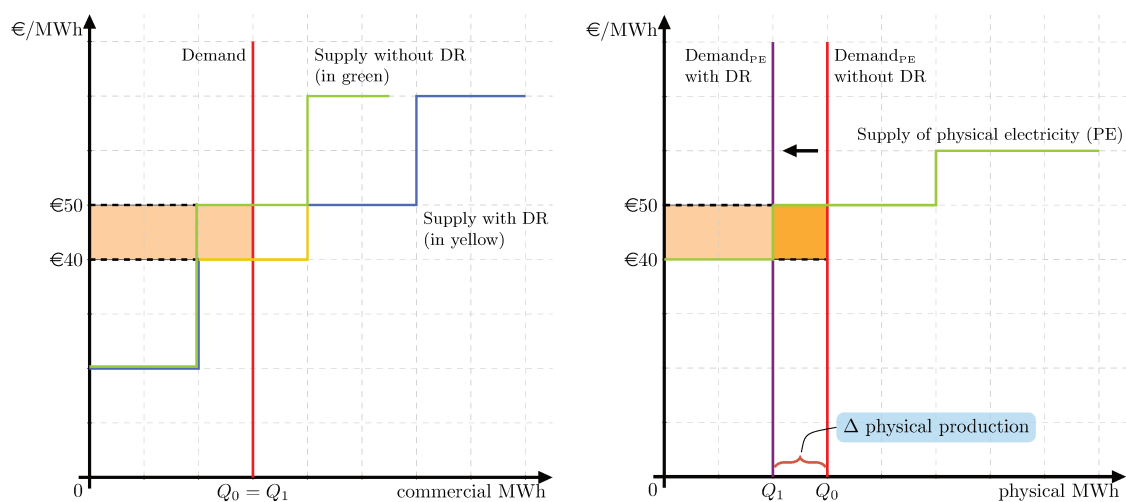 €/MWh
Demand
Supply without DR
(in green)
€50
€40
Supply with DR
(in yellow)
0
Q₀ = Q₁
commercial MWh
€/MWh
Demand_PE
with DR
Demand_PE
without DR
Supply of physical electricity (PE)
€50
€40
Δ physical production
0
Q₁
Q₀
physical MWh